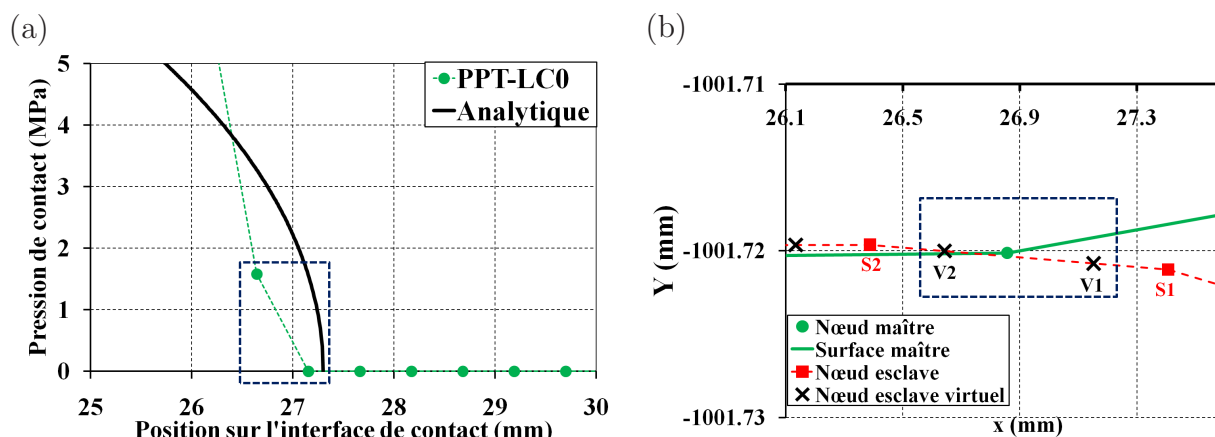 (a)
Pression de contact (MPa)
5
4
3
2
1
0
PPT-LC0
Analytique
25 26 27 28 29 30
Position sur l'interface de contact (mm)
(b)
Y (mm)
-1001.71
-1001.72
-1001.73
26.1 26.5 26.9 27.3
S2
V2
V1
S1
Nœud maître
Surface maître
Nœud esclave
Nœud esclave virtuel
x (mm)